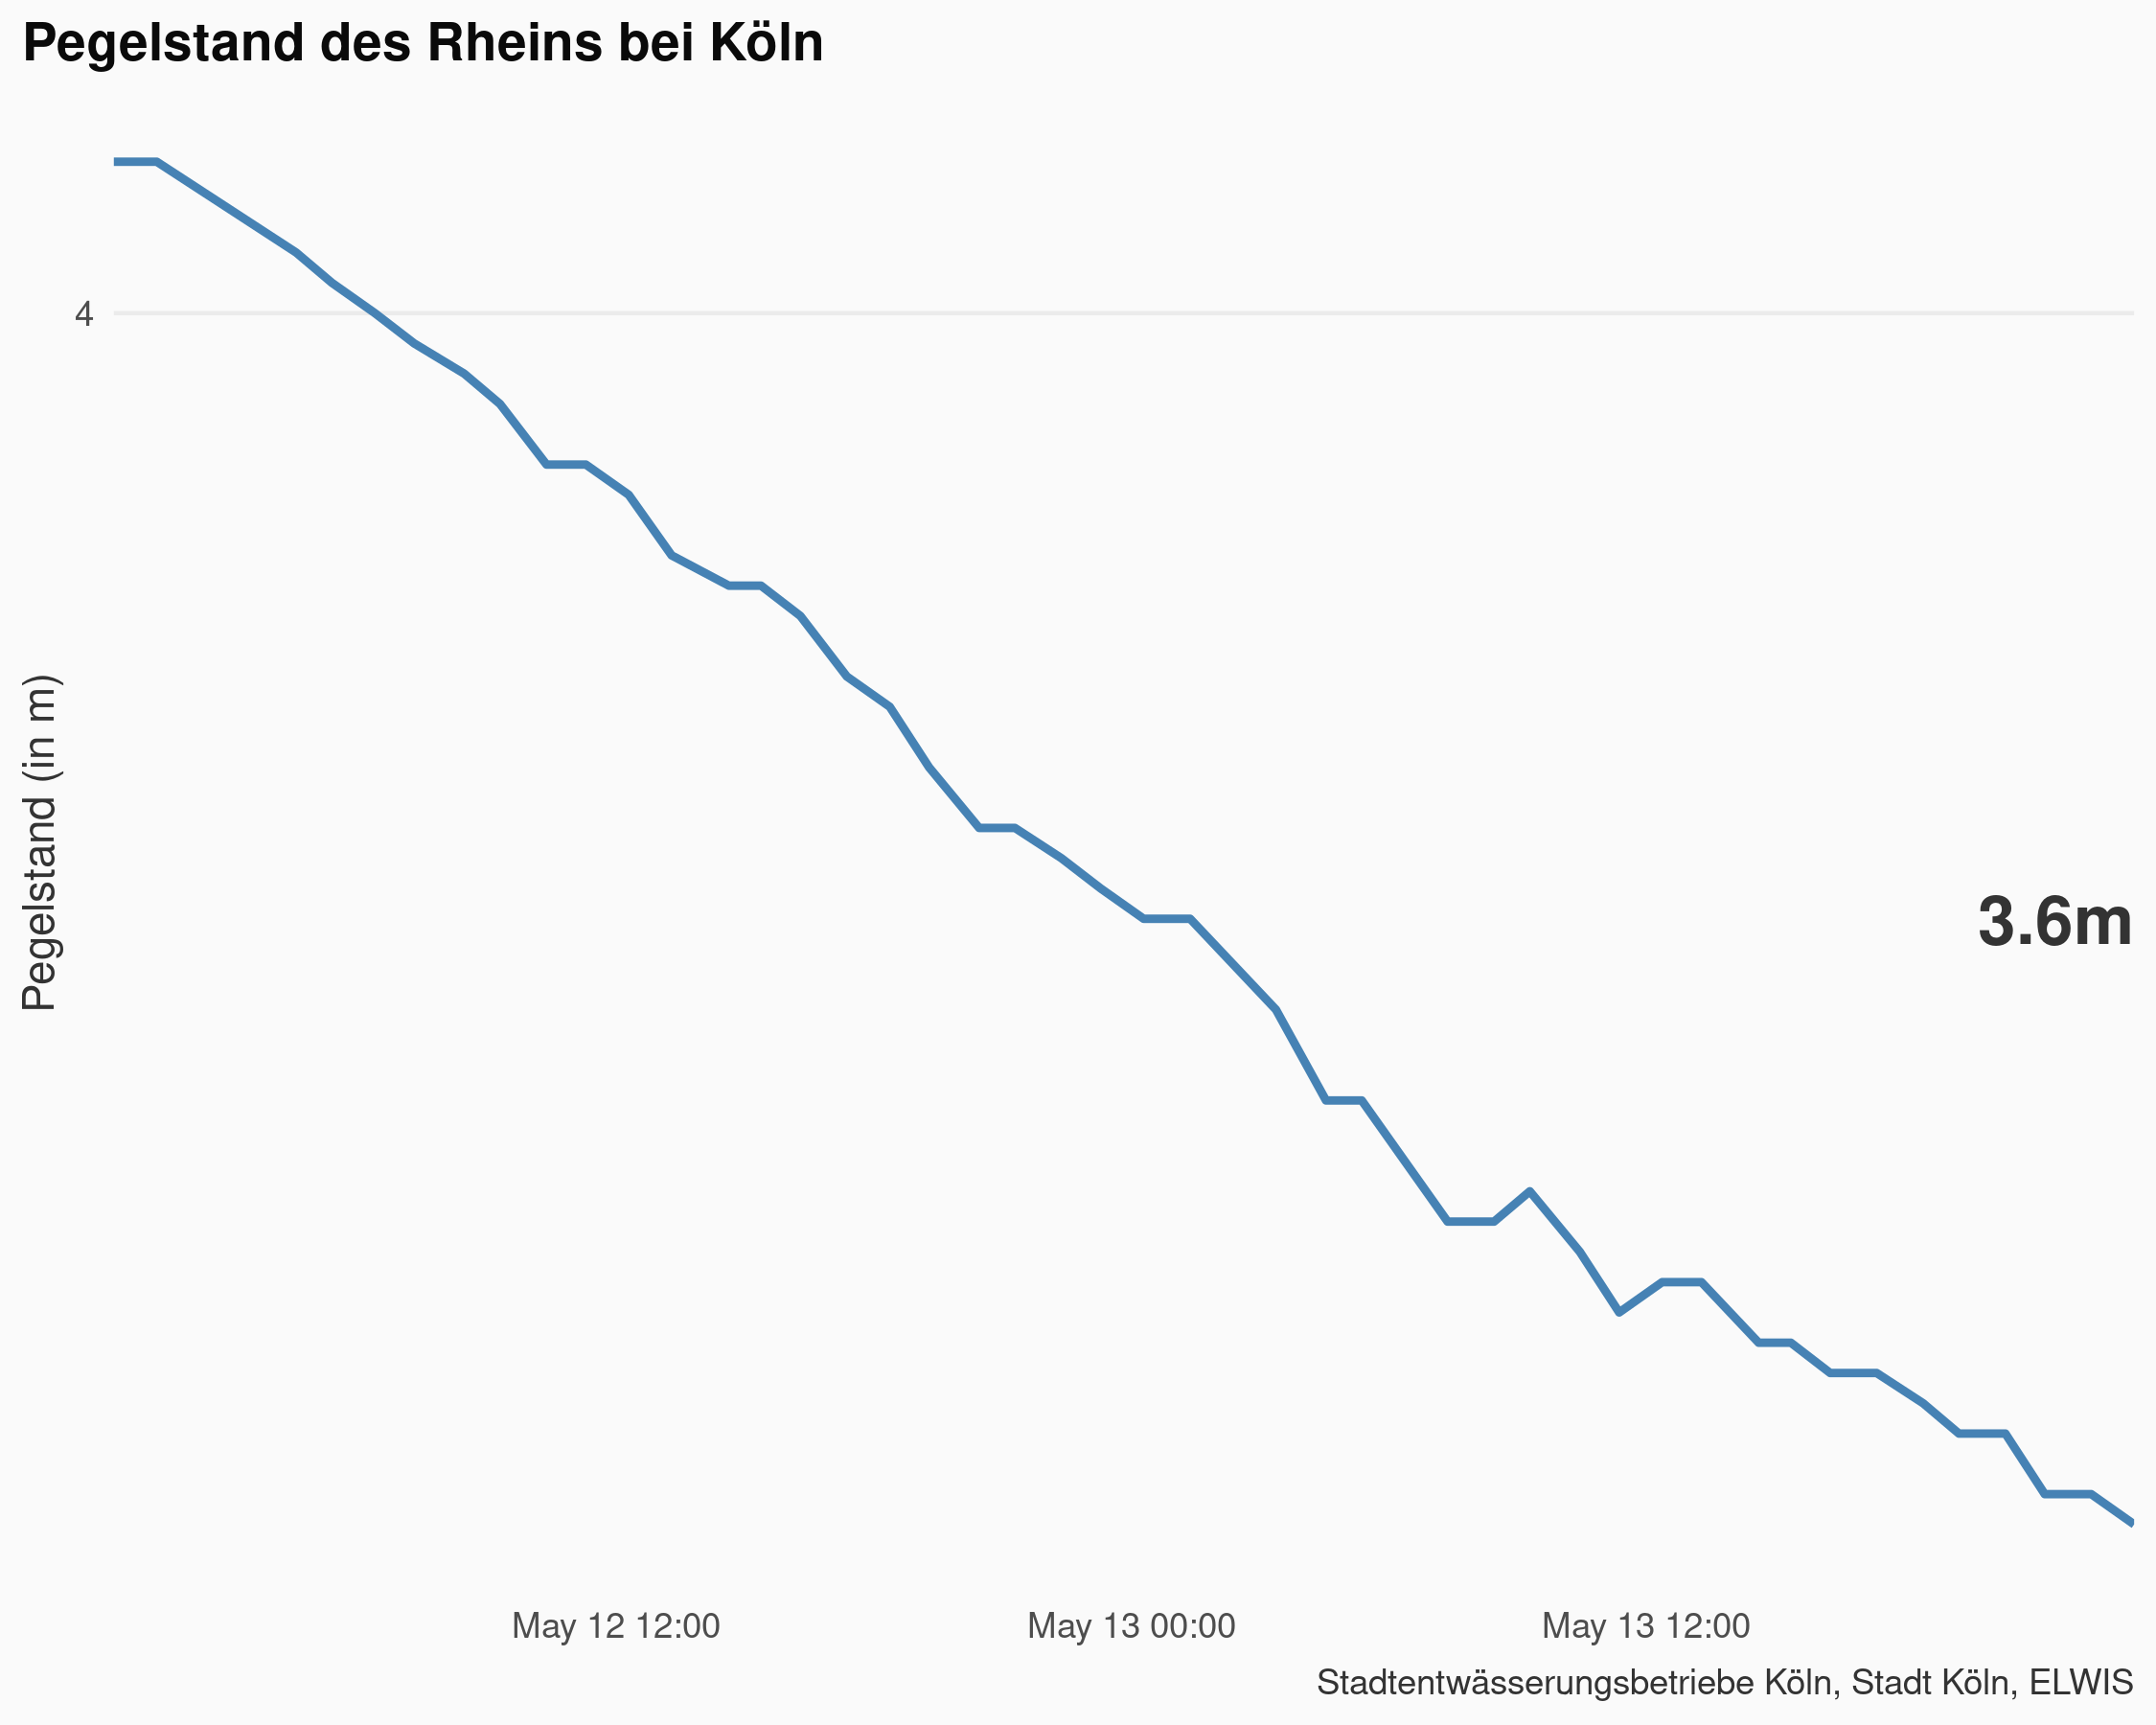 Pegelstand des Rheins bei Köln
4
Pegelstand (in m)
3.6m
May 12 12:00
May 13 00:00
May 13 12:00
Stadtentwässerungsbetriebe Köln, Stadt Köln, ELWIS